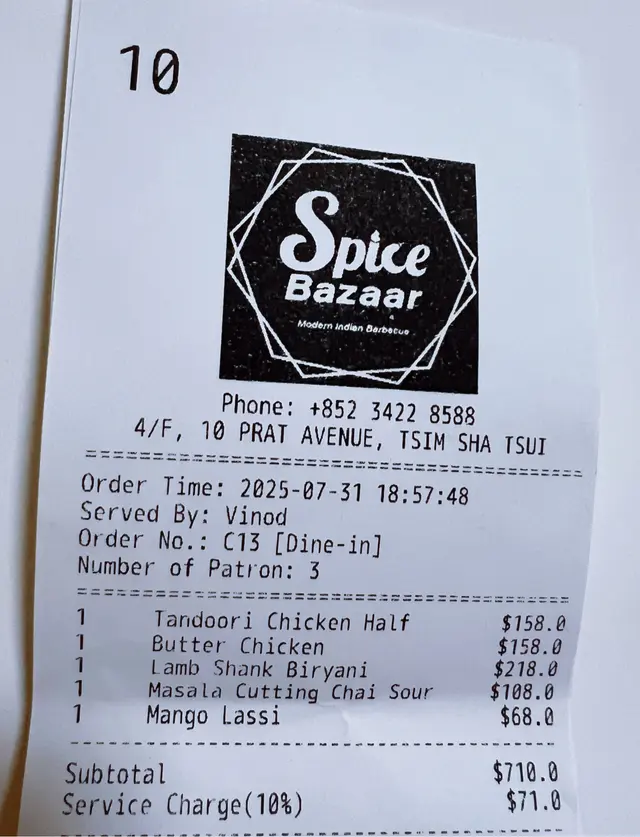 10
Spice
Bazaar
Modern Indian Barbecue
Phone: +852 3422 8588
4/F, 10 PRAT AVENUE, TSIM SHA TSUI
Order Time: 2025-07-31 18:57:48
Served By: Vinod
Order No.: C13 [Dine-in]
Number of Patron: 3
1 Tandoori Chicken Half $158.0
1 Butter Chicken $158.0
1 Lamb Shank Biryani $218.0
1 Masala Cutting Chai Sour $108.0
1 Mango Lassi $68.0
Subtotal $710.0
Service Charge(10%) $71.0